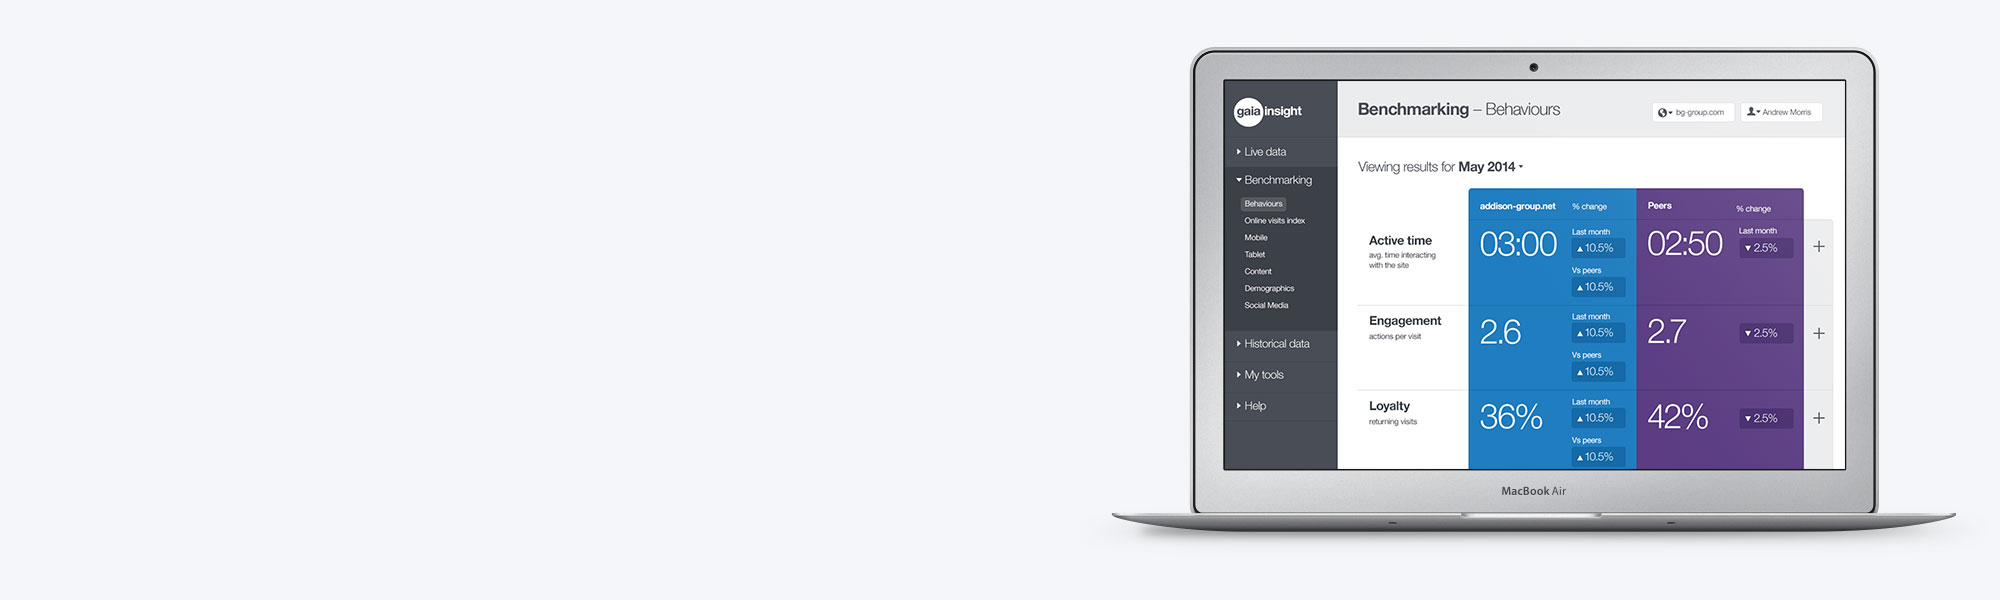 gaia insight
Benchmarking – Behaviours
bg-group.com
Andrew Morris
Live data
Benchmarking
Behaviours
Online visits index
Mobile
Tablet
Content
Demographics
Social Media
Historical data
My tools
Help
Viewing results for May 2014
addison-group.net
% change
Peers
% change
Active time
avg. time interacting
with the site
03:00
Last month
▲ 10.5%
Vs peers
▲ 10.5%
02:50
Last month
▼ 2.5%
+
Engagement
actions per visit
2.6
Last month
▲ 10.5%
Vs peers
▲ 10.5%
2.7
▼ 2.5%
+
Loyalty
returning visits
36%
Last month
▲ 10.5%
Vs peers
▲ 10.5%
42%
▼ 2.5%
+
MacBook Air